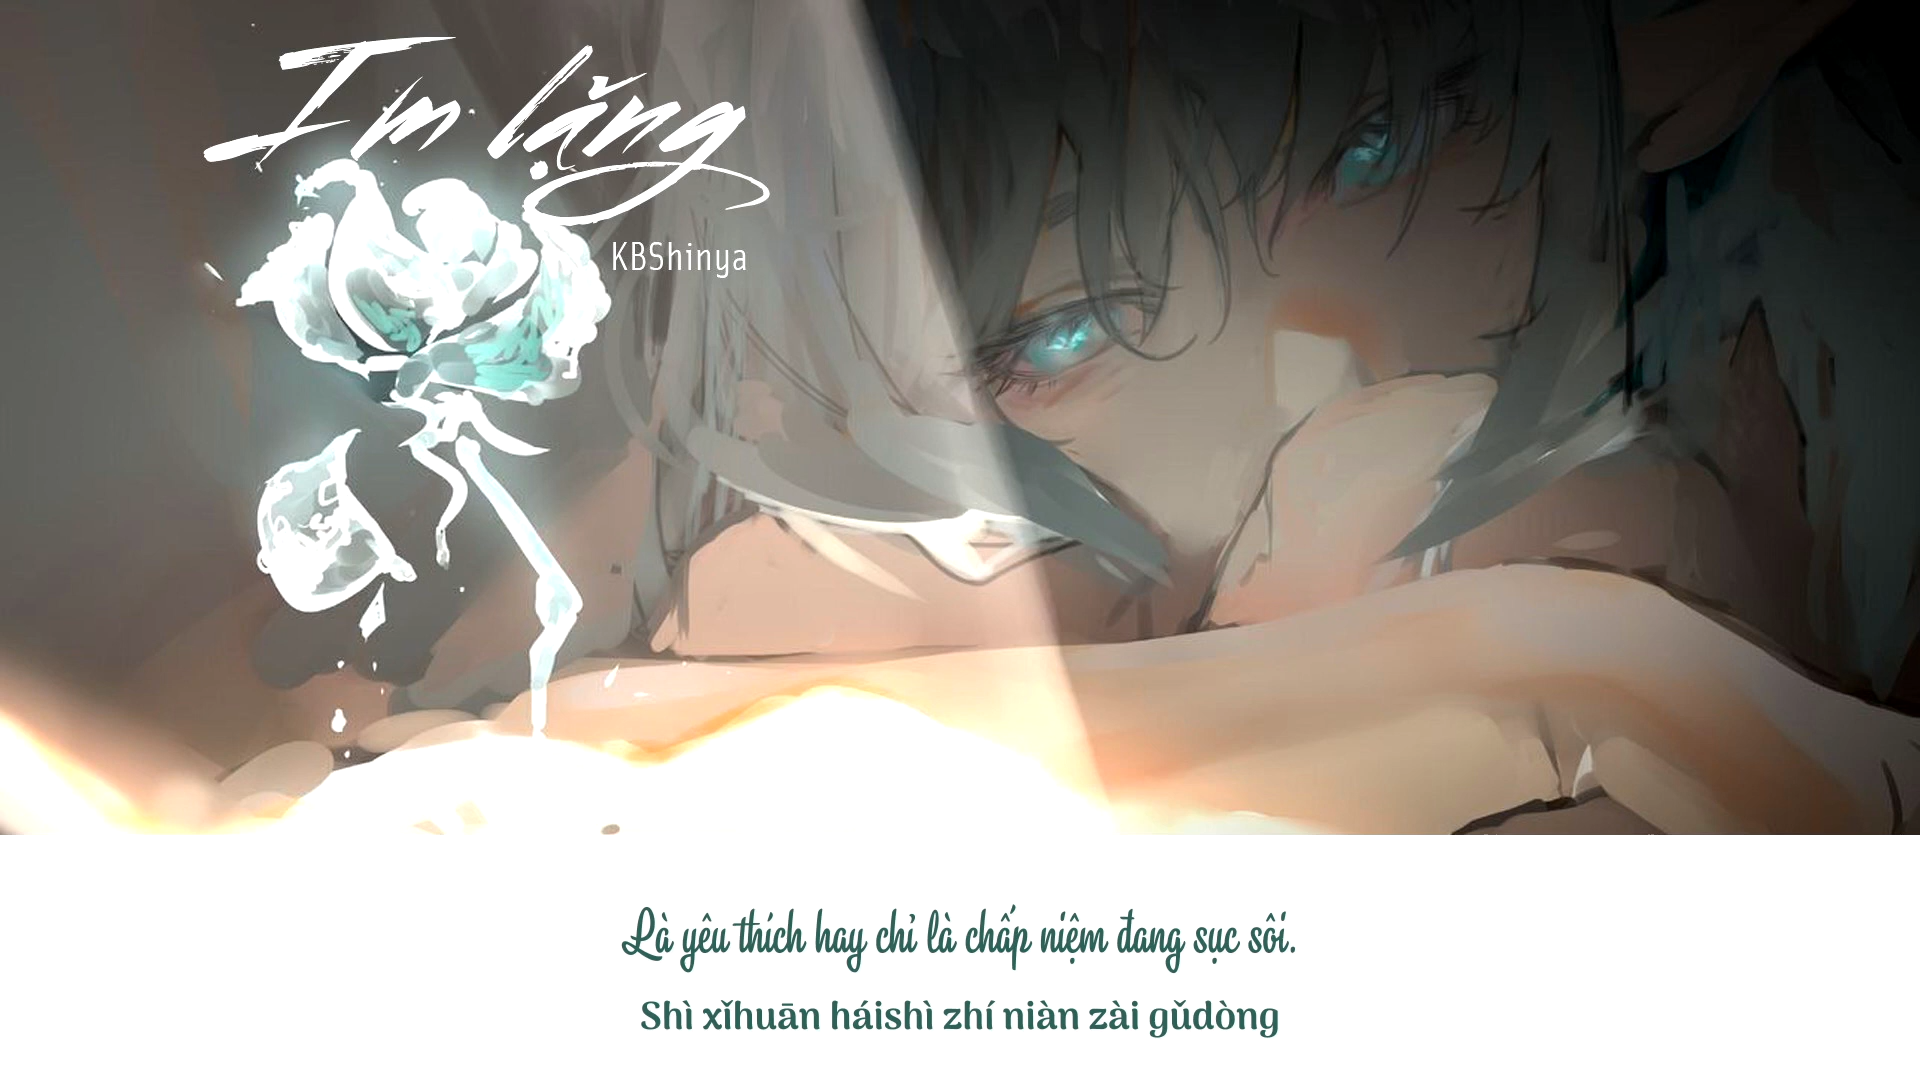 Im lặng
KBShinya
Là yêu thích hay chỉ là chấp niệm đang sục sôi.
Shì xǐhuān háishì zhí niàn zài gǔdòng